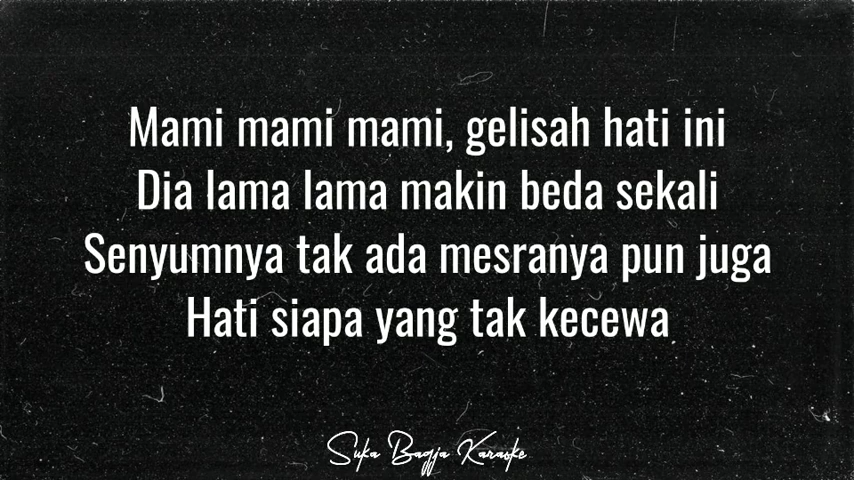 Mami mami mami, gelisah hati ini
Dia lama lama makin beda sekali
Senyumnya tak ada mesranya pun juga
Hati siapa yang tak kecewa
Suka Bagja Karaoke